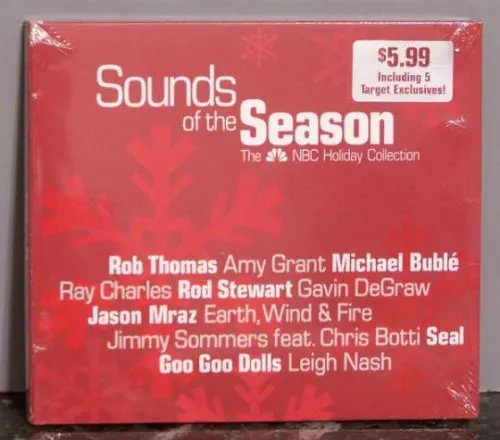 $5.99
Including 5
Target Exclusives!
Sounds
of the Season
The NBC Holiday Collection
Rob Thomas Amy Grant Michael Bublé
Ray Charles Rod Stewart Gavin DeGraw
Jason Mraz Earth, Wind & Fire
Jimmy Sommers feat. Chris Botti Seal
Goo Goo Dolls Leigh Nash